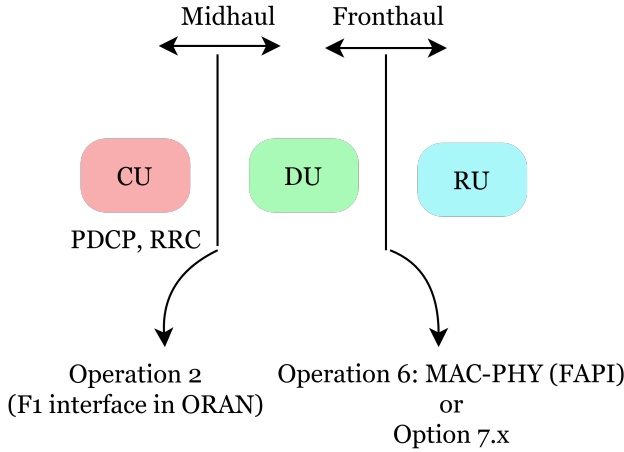 Midhaul
Fronthaul
CU
DU
RU
PDCP, RRC
Operation 2
(F1 interface in ORAN)
Operation 6: MAC-PHY (FAPI)
or
Option 7.x